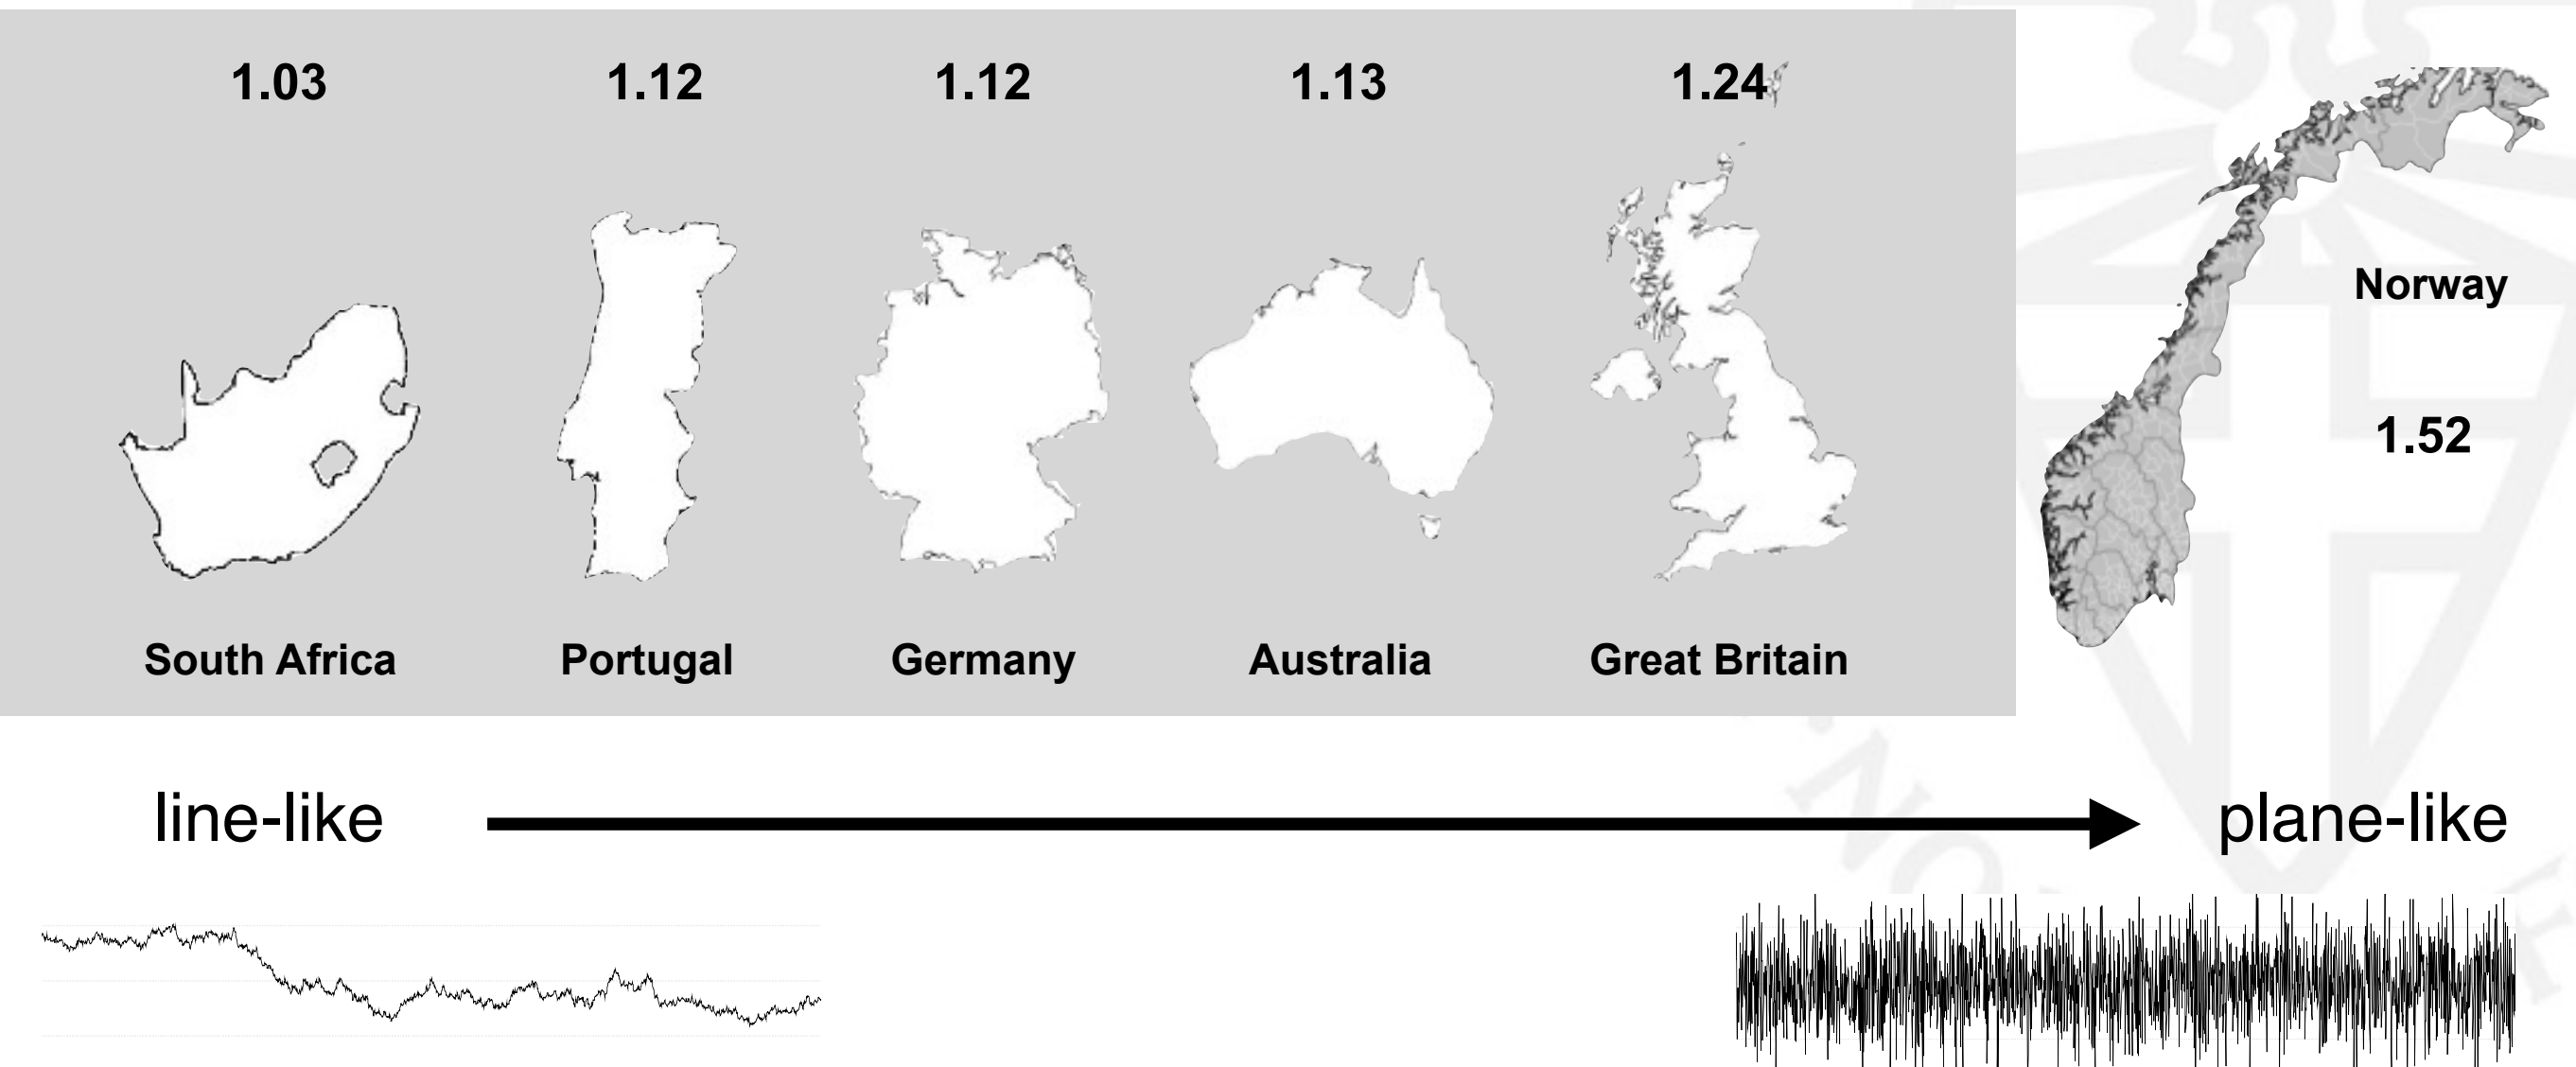 1.03 1.12 1.12 1.13 1.24
Norway
1.52
South Africa Portugal Germany Australia Great Britain
line-like plane-like